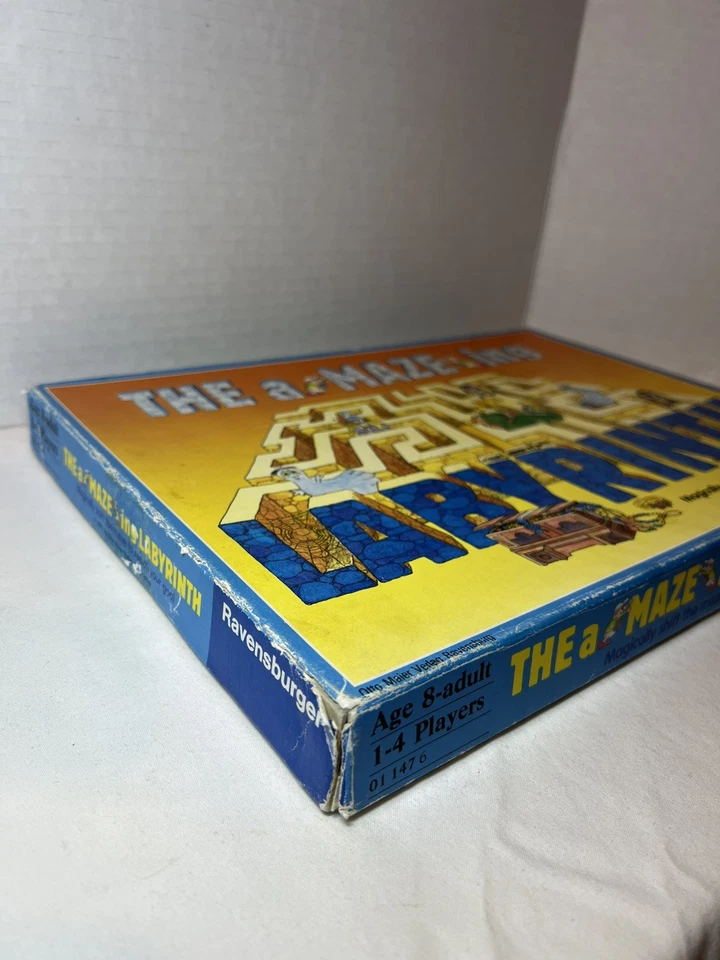 THE a-MAZE-ing
LABYRINTH
THE a-MAZE-ing LABYRINTH
Ravensburger
Otto Maier Verlag Ravensburg
Age 8-adult
1-4 Players
01 147 6
THE a-MAZE
Magically shift the